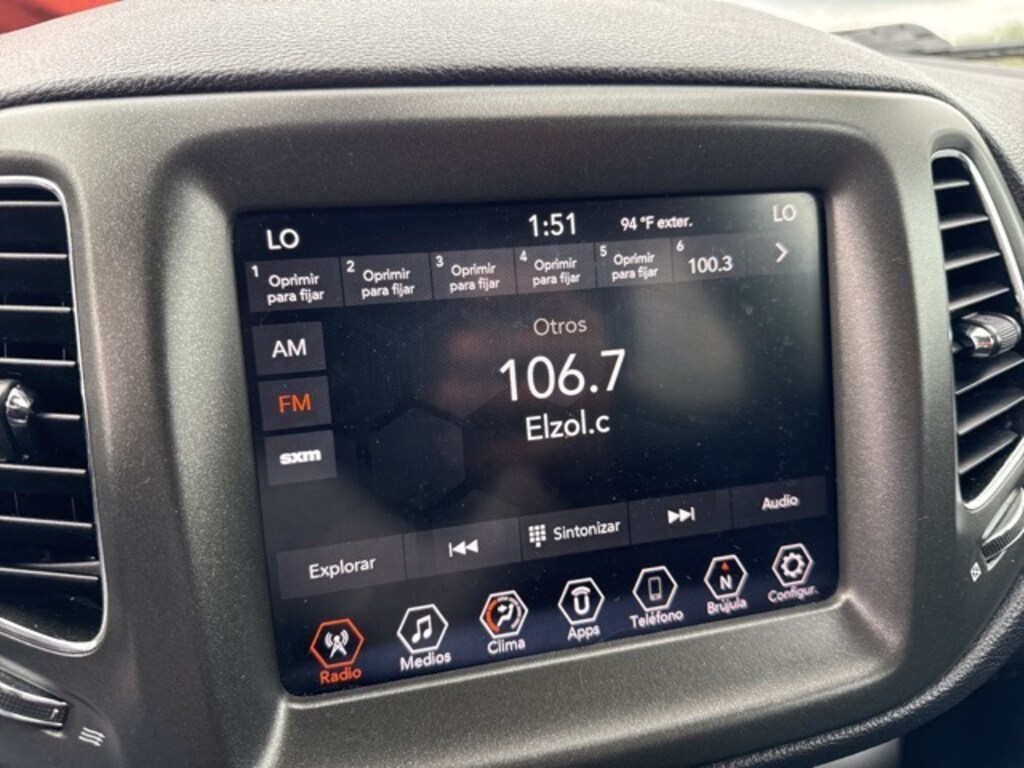 LO 1:51 94 °F exter. LO
1 Oprimir para fijar
2 Oprimir para fijar
3 Oprimir para fijar
4 Oprimir para fijar
5 Oprimir para fijar
6 100.3
Otros
AM
106.7
FM
Elzol.c
sxm
Explorar Sintonizar Audio
Radio Medios Clima Apps Teléfono N Brújula Configur.